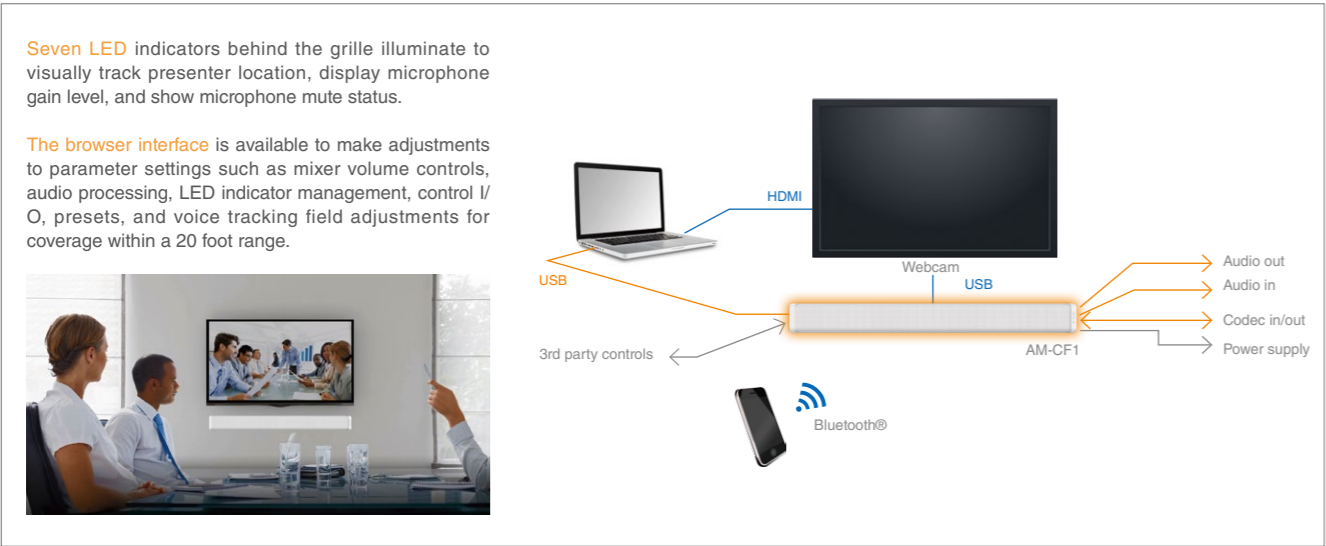 Seven LED indicators behind the grille illuminate to
visually track presenter location, display microphone
gain level, and show microphone mute status.
The browser interface is available to make adjustments
to parameter settings such as mixer volume controls,
audio processing, LED indicator management, control I/
O, presets, and voice tracking field adjustments for
coverage within a 20 foot range.
HDMI
Webcam
USB
USB
Audio out
Audio in
Codec in/out
Power supply
AM-CF1
3rd party controls
Bluetooth®